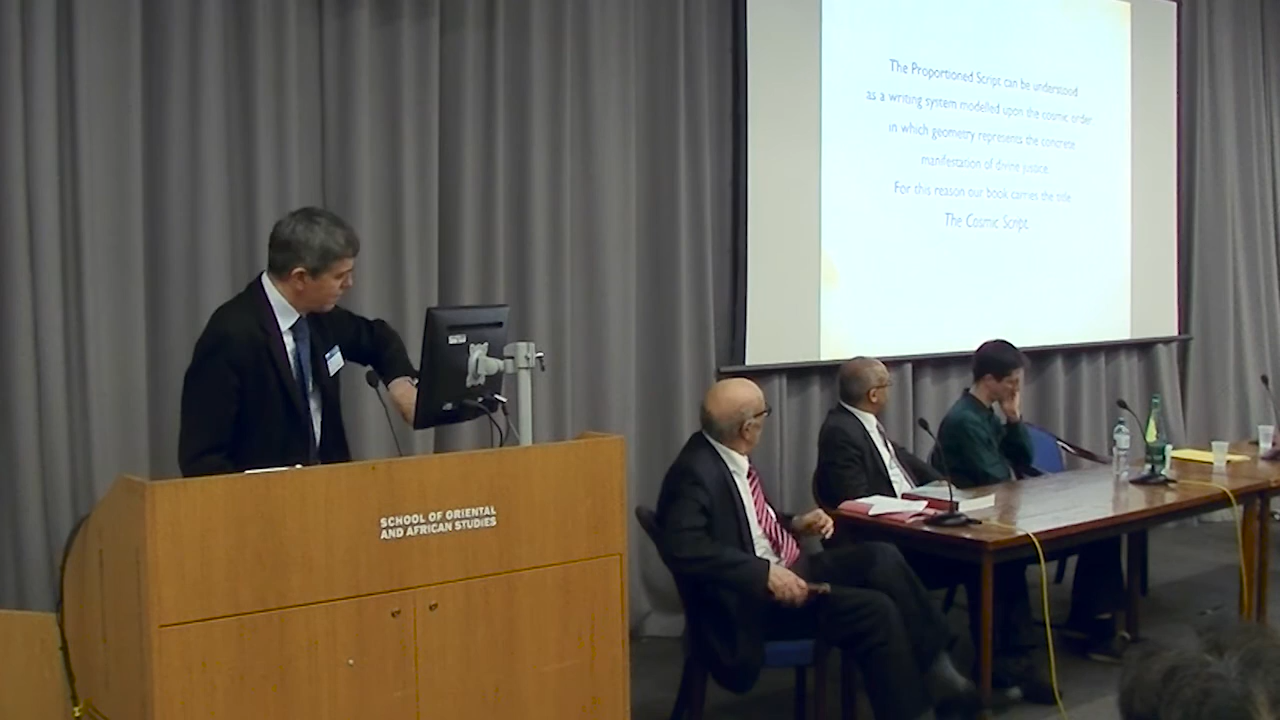 The Proportioned Script can be understood
as a writing system modelled upon the cosmic order
in which geometry represents the concrete
manifestation of divine justice
For this reason our book carries the title
The Cosmic Script
SCHOOL OF ORIENTAL
AND AFRICAN STUDIES